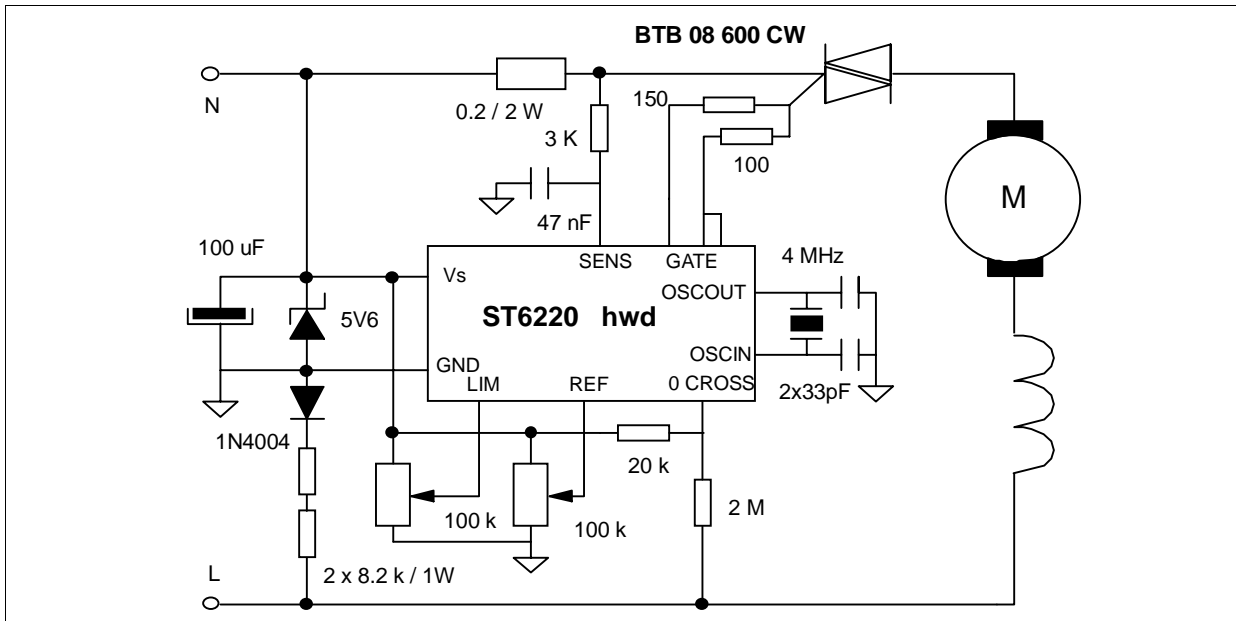 BTB 08 600 CW
N
0.2 / 2 W
150
3 K
100
M
47 nF
100 uF
SENS
GATE
4 MHz
Vs
OSCOUT
5V6
ST6220 hwd
OSCIN
GND
LIM
REF
0 CROSS
2x33pF
1N4004
20 k
2 M
100 k
100 k
L
2 x 8.2 k / 1W